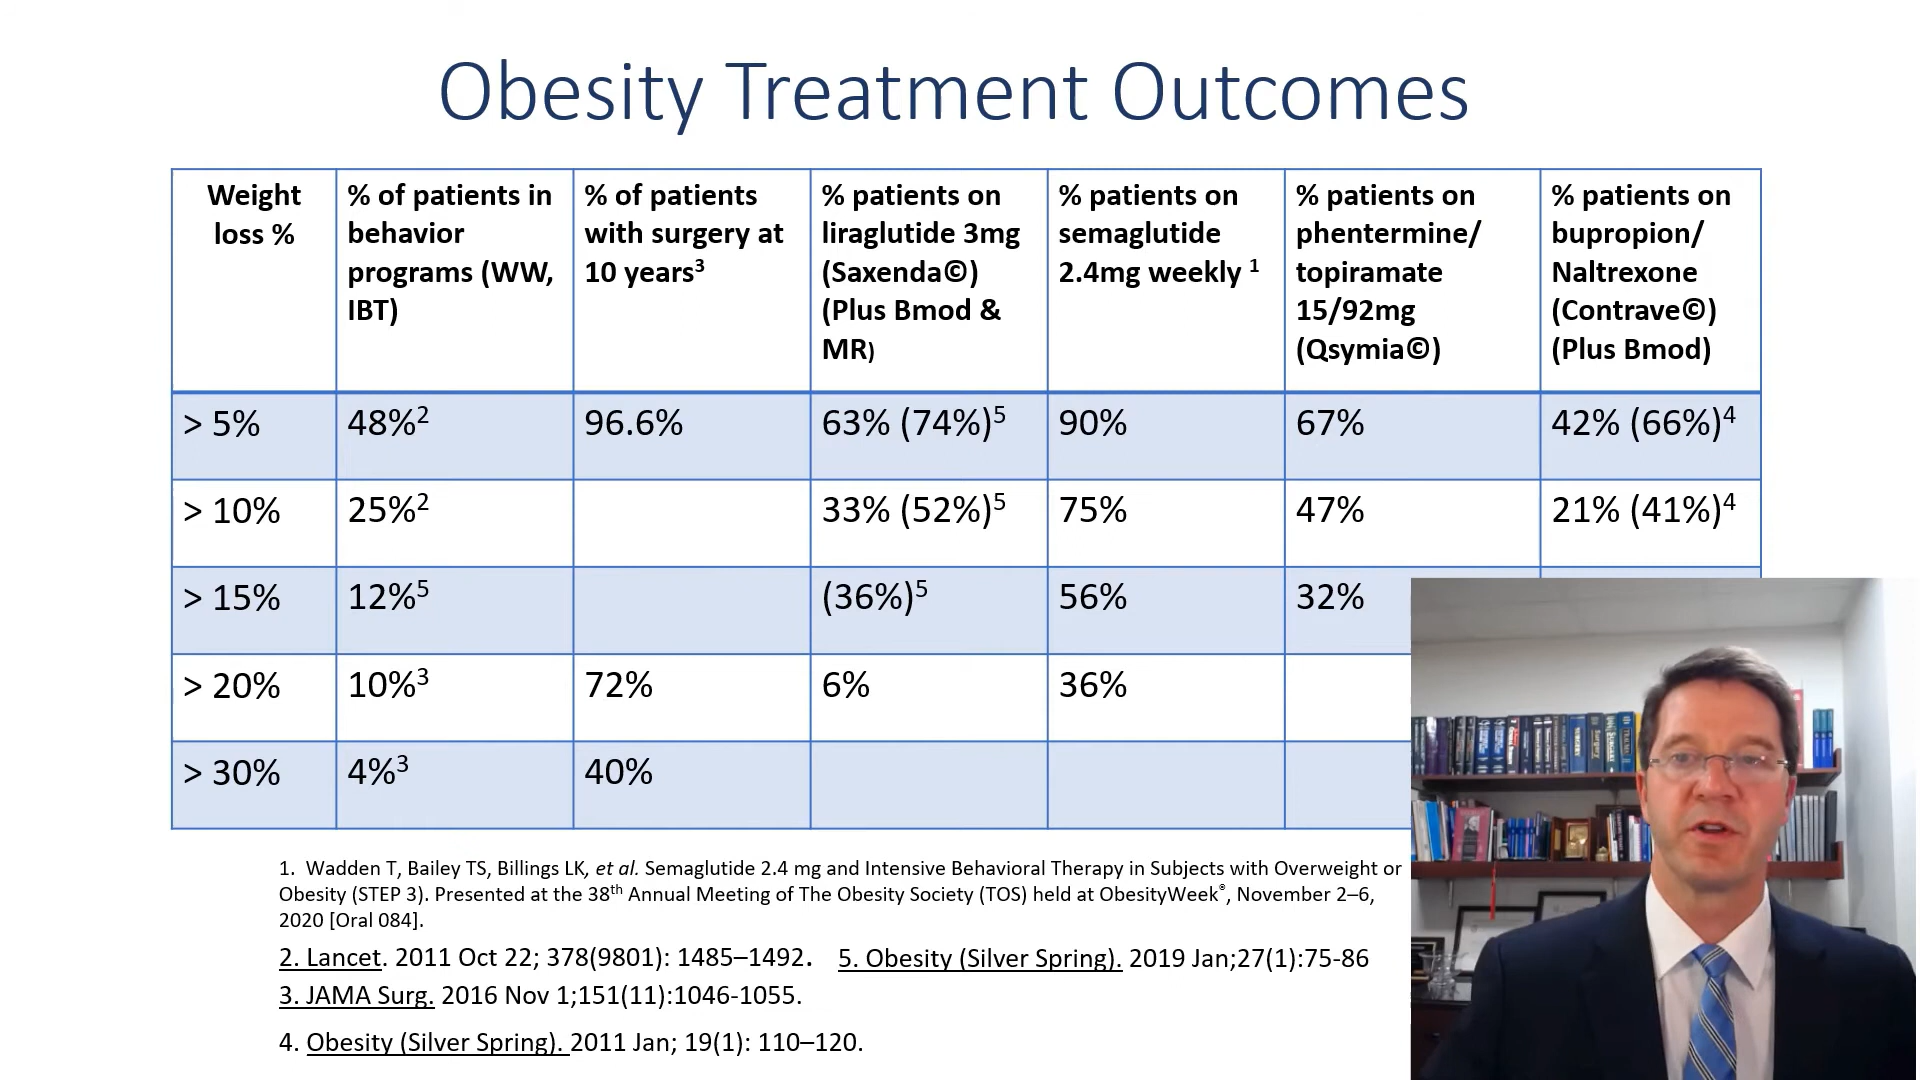 Obesity Treatment Outcomes
Weight
loss %
% of patients in
behavior
programs (WW,
IBT)
% of patients
with surgery at
10 years³
% patients on
liraglutide 3mg
(Saxenda©)
(Plus Bmod &
MR)
% patients on
semaglutide
2.4mg weekly ¹
% patients on
phentermine/
topiramate
15/92mg
(Qsymia©)
% patients on
bupropion/
Naltrexone
(Contrave©)
(Plus Bmod)
> 5% 48%² 96.6% 63% (74%)⁵ 90% 67% 42% (66%)⁴
> 10% 25%² 33% (52%)⁵ 75% 47% 21% (41%)⁴
> 15% 12%⁵ (36%)⁵ 56% 32%
> 20% 10%³ 72% 6% 36%
> 30% 4%³ 40%
1. Wadden T, Bailey TS, Billings LK, et al. Semaglutide 2.4 mg and Intensive Behavioral Therapy in Subjects with Overweight or
Obesity (STEP 3). Presented at the 38th Annual Meeting of The Obesity Society (TOS) held at ObesityWeek®, November 2–6,
2020 [Oral 084].
2. Lancet. 2011 Oct 22; 378(9801): 1485–1492. 5. Obesity (Silver Spring). 2019 Jan;27(1):75-86
3. JAMA Surg. 2016 Nov 1;151(11):1046-1055.
4. Obesity (Silver Spring). 2011 Jan; 19(1): 110–120.